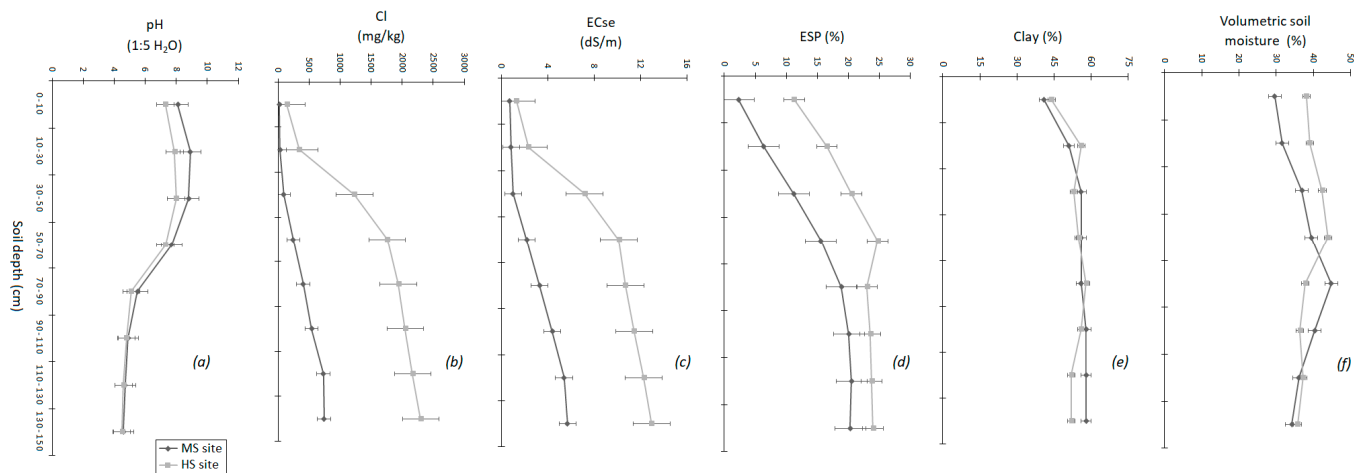 pH
(1:5 H₂O)
0 2 4 6 8 10 12
Soil depth (cm)
0-10
10-30
30-50
50-70
70-90
90-110
110-130
130-150
(a)
MS site
HS site
Cl
(mg/kg)
0 500 1000 1500 2000 2500 3000
(b)
ECse
(dS/m)
0 4 8 12 16
(c)
ESP (%)
0 5 10 15 20 25 30
(d)
Clay (%)
0 15 30 45 60 75
(e)
Volumetric soil
moisture (%)
0 10 20 30 40 50
(f)